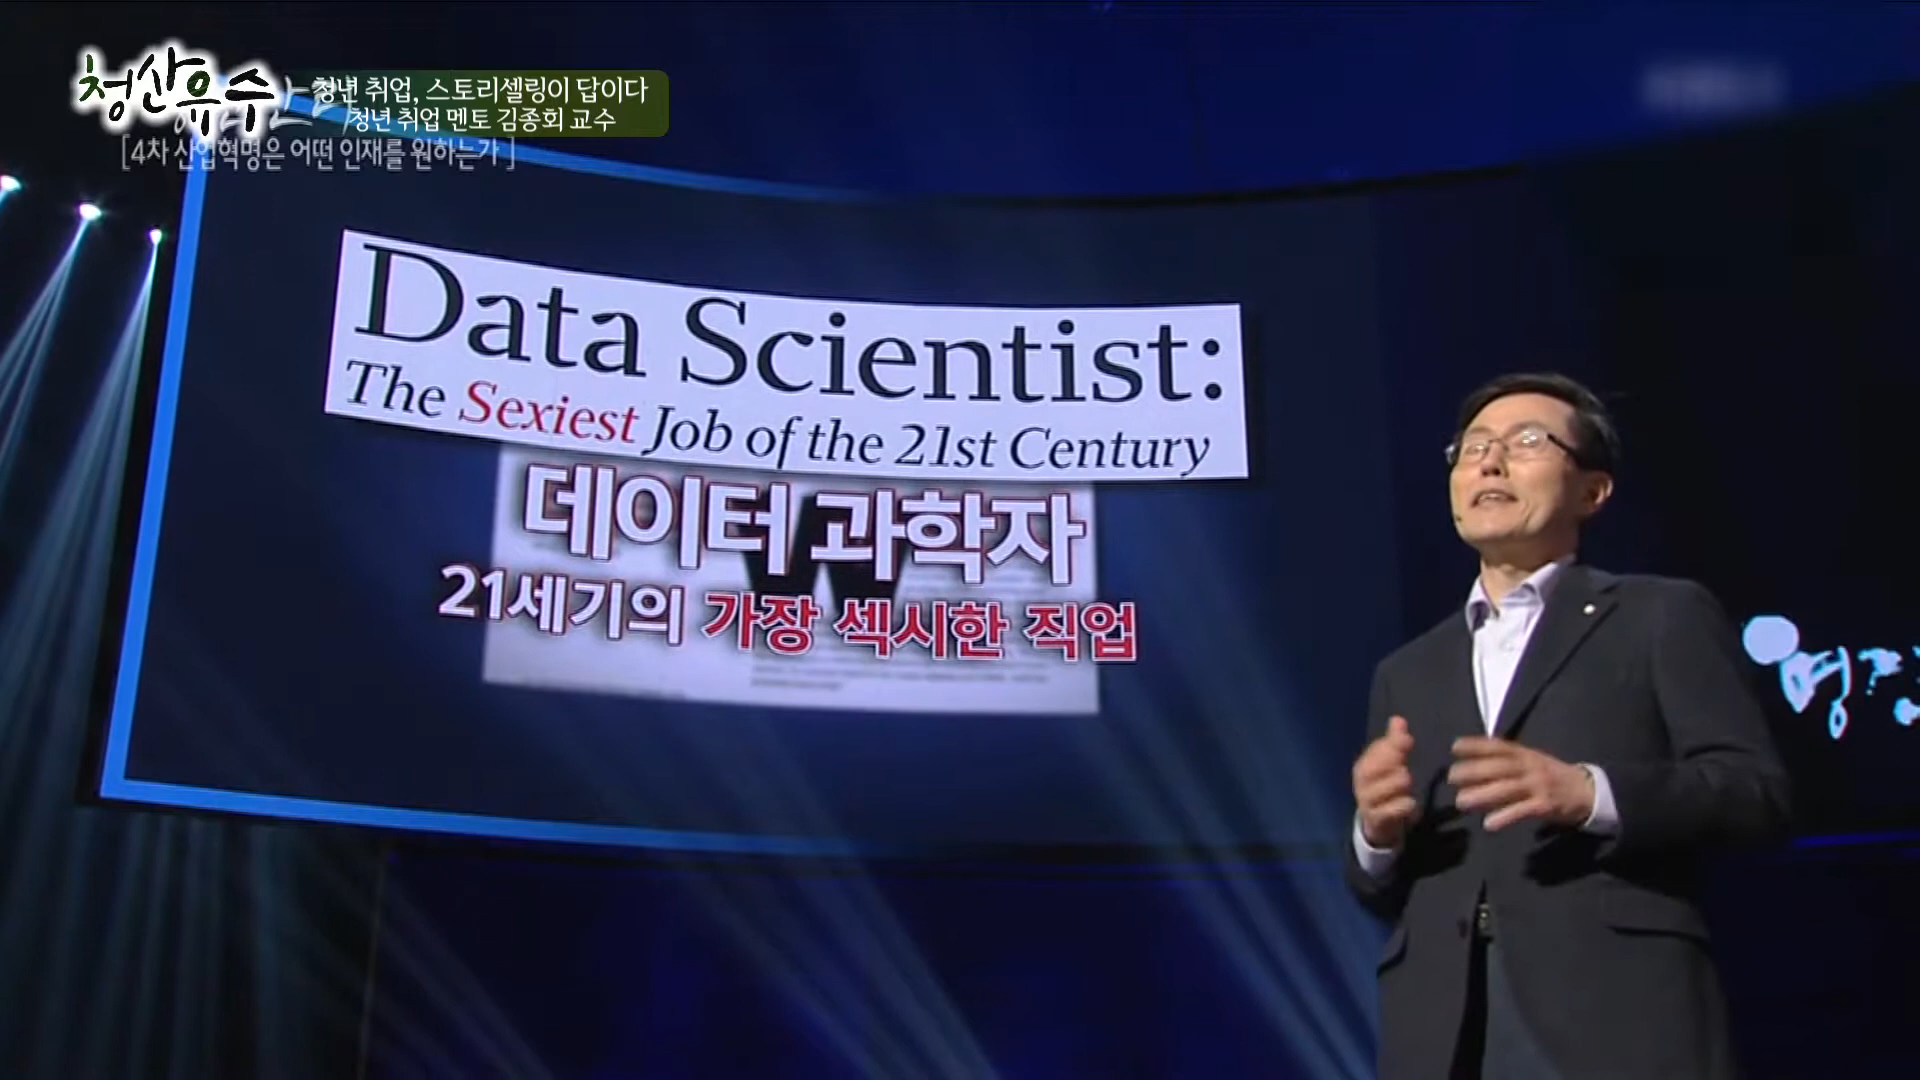 청산유수
청년 취업, 스토리셀링이 답이다
청년 취업 멘토 김종회 교수
[4차 산업혁명은 어떤 인재를 원하는가]
Data Scientist:
The Sexiest Job of the 21st Century
데이터 과학자
21세기의 가장 섹시한 직업